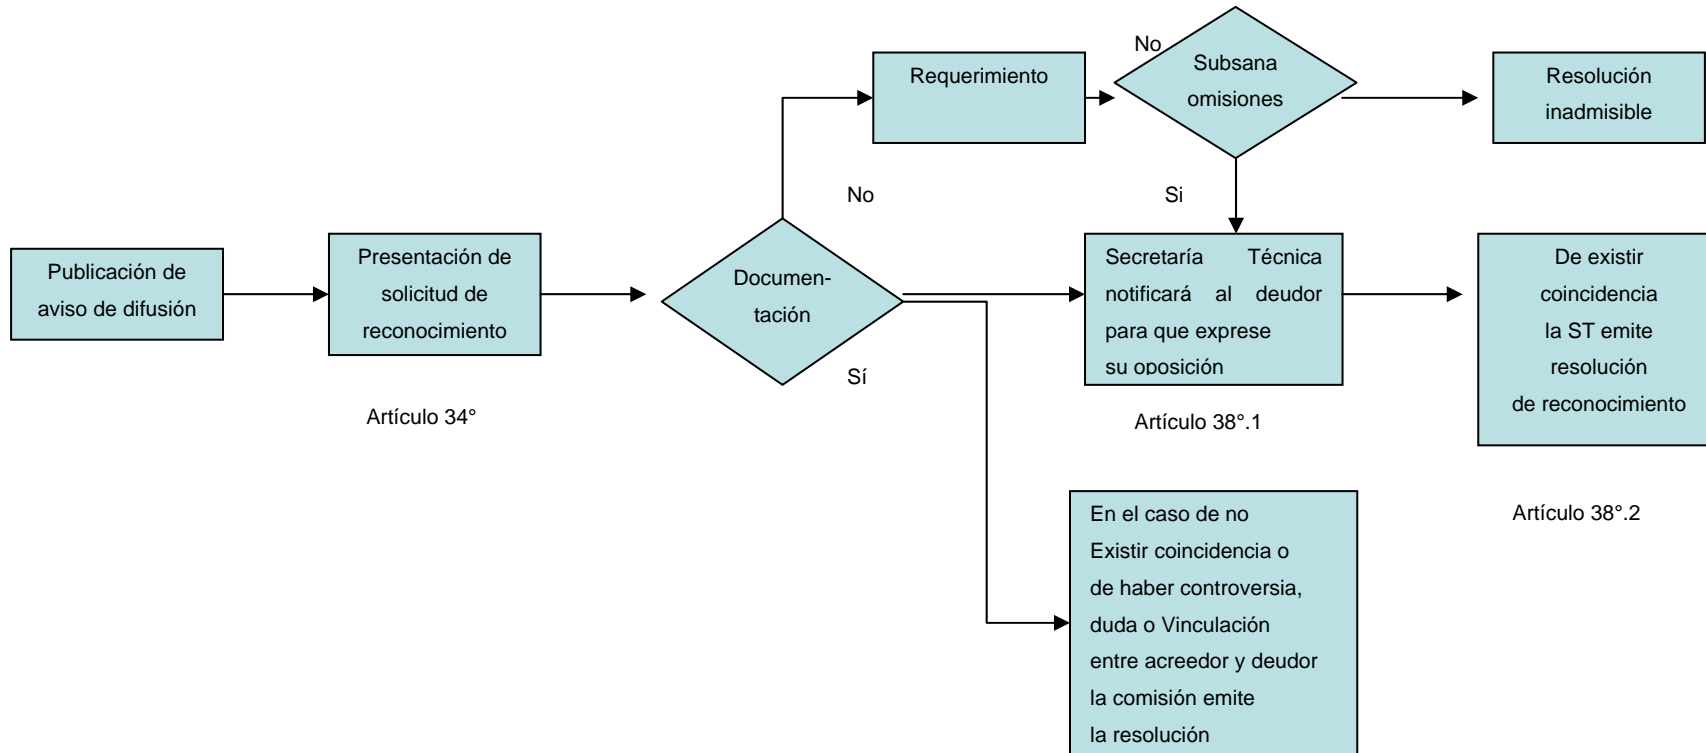 No
Requerimiento
Subsana
omisiones
Resolución
inadmisible
No
Si
Publicación de
aviso de difusión
Presentación de
solicitud de
reconocimiento
Documen-
tación
Sí
Secretaría Técnica
notificará al deudor
para que exprese
su oposición
De existir
coincidencia
la ST emite
resolución
de reconocimiento
Artículo 34°
Artículo 38°.1
Artículo 38°.2
En el caso de no
Existir coincidencia o
de haber controversia,
duda o Vinculación
entre acreedor y deudor
la comisión emite
la resolución